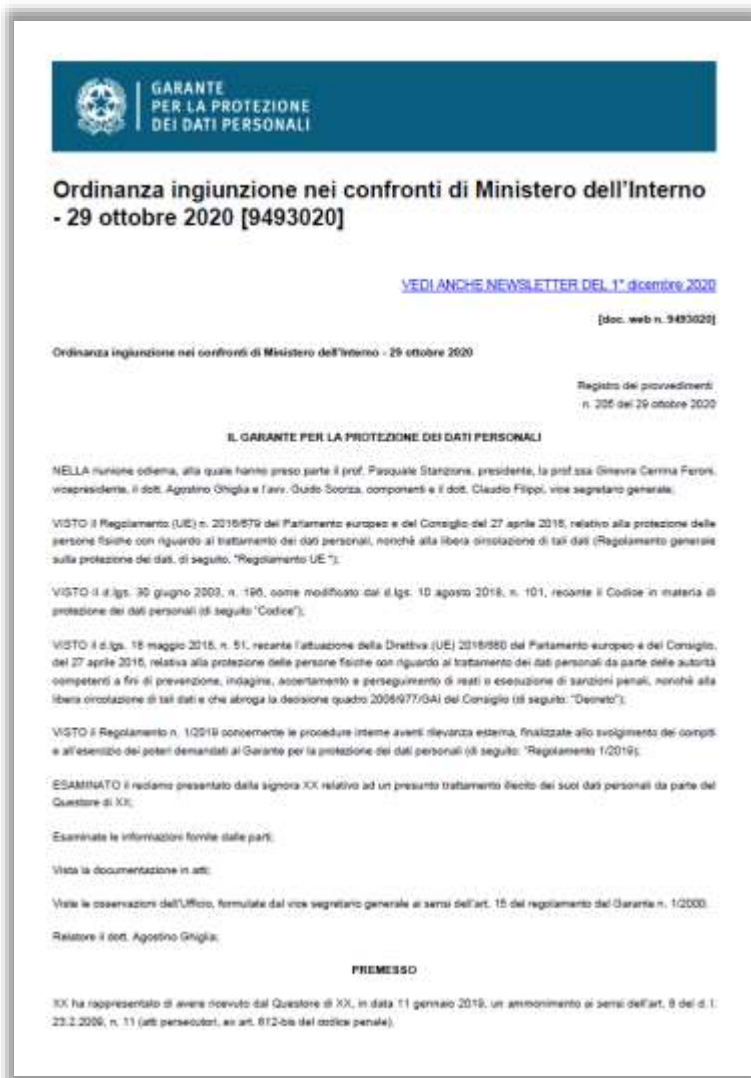 GARANTE
PER LA PROTEZIONE
DEI DATI PERSONALI
Ordinanza ingiunzione nei confronti di Ministero dell'Interno
- 29 ottobre 2020 [9493020]
VEDI ANCHE NEWSLETTER DEL 1° dicembre 2020
[doc. web n. 9493020]
Ordinanza ingiunzione nei confronti di Ministero dell'Interno - 29 ottobre 2020
Registro dei provvedimenti
n. 206 del 29 ottobre 2020
IL GARANTE PER LA PROTEZIONE DEI DATI PERSONALI
NELLA riunione odierna, alla quale hanno preso parte il prof. Pasquale Stanzione, presidente, la prof.ssa Ginevra Cerrina Feroni,
vicepresidente, il dott. Agostino Ghiglia e l'avv. Guido Scorza, componenti e il dott. Claudio Filippi, vice segretario generale;
VISTO il Regolamento (UE) n. 2016/679 del Parlamento europeo e del Consiglio del 27 aprile 2016, relativo alla protezione delle
persone fisiche con riguardo al trattamento dei dati personali, nonché alla libera circolazione di tali dati (Regolamento generale
sulla protezione dei dati, di seguito, "Regolamento UE ");
VISTO il d.lgs. 30 giugno 2003, n. 196, come modificato dal d.lgs. 10 agosto 2018, n. 101, recante il Codice in materia di
protezione dei dati personali (di seguito "Codice");
VISTO il d.lgs. 18 maggio 2018, n. 51, recante l'attuazione della Direttiva (UE) 2016/680 del Parlamento europeo e del Consiglio,
del 27 aprile 2016, relativa alla protezione delle persone fisiche con riguardo al trattamento dei dati personali da parte delle autorità
competenti a fini di prevenzione, indagine, accertamento e perseguimento di reati o esecuzione di sanzioni penali, nonché alla
libera circolazione di tali dati e che abroga la decisione quadro 2008/977/GAI del Consiglio (di seguito: "Decreto");
VISTO il Regolamento n. 1/2019 concernente le procedure interne aventi rilevanza esterna, finalizzate allo svolgimento dei compiti
e all'esercizio dei poteri demandati al Garante per la protezione dei dati personali (di seguito: "Regolamento 1/2019);
ESAMINATO il reclamo presentato dalla signora XX relativo ad un presunto trattamento illecito dei suoi dati personali da parte del
Questore di XX;
Esaminate le informazioni fornite dalle parti;
Vista la documentazione in atti;
Viste le osservazioni dell'Ufficio, formulate dal vice segretario generale ai sensi dell'art. 15 del regolamento del Garante n. 1/2000;
Relatore il dott. Agostino Ghiglia;
PREMESSO
XX ha rappresentato di avere ricevuto dal Questore di XX, in data 11 gennaio 2019, un ammonimento ai sensi dell'art. 8 del d. l.
23.2.2009, n. 11 (atti persecutori, ex art. 612-bis del codice penale).